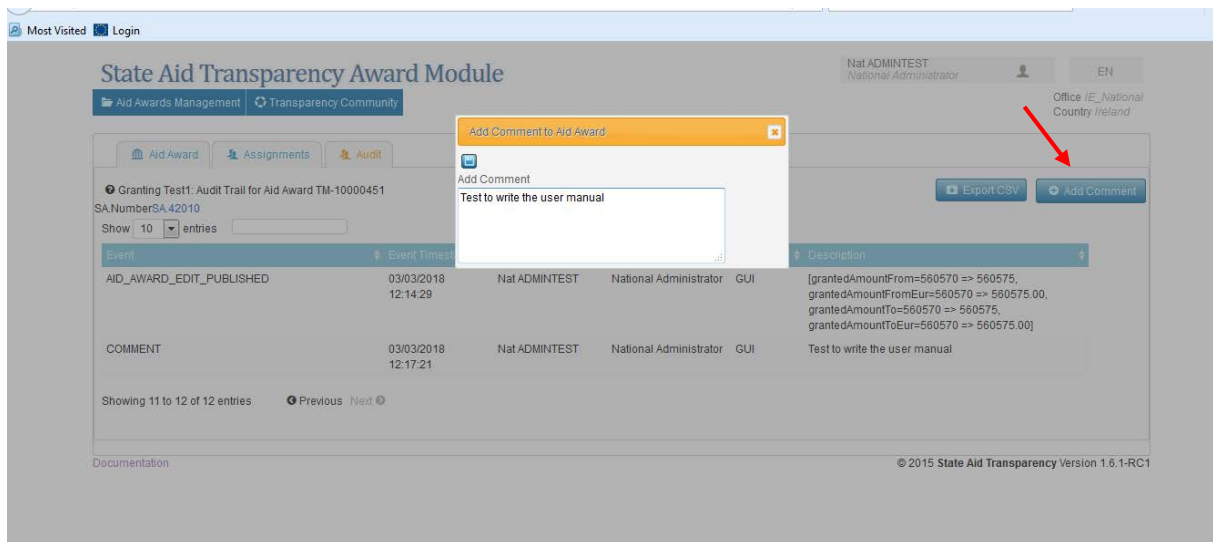 Most Visited Login
State Aid Transparency Award Module
Nat ADMINTEST
National Administrator
EN
Aid Awards Management Transparency Community
Office IE_National
Country Ireland
Add Comment to Aid Award
Aid Award Assignments Audit
Add Comment
Test to write the user manual
Granting Test1: Audit Trail for Aid Award TM-10000451
Export CSV Add Comment
SA.NumberSA.42010
Show 10 entries
Event Event Timest Description
AID_AWARD_EDIT_PUBLISHED 03/03/2018 Nat ADMINTEST National Administrator GUI [grantedAmountFrom=560570 => 560575,
12:14:29 grantedAmountFromEur=560570 => 560575.00,
grantedAmountTo=560570 => 560575,
grantedAmountToEur=560570 => 560575.00]
COMMENT 03/03/2018 Nat ADMINTEST National Administrator GUI Test to write the user manual
12:17:21
Showing 11 to 12 of 12 entries Previous Next
Documentation © 2015 State Aid Transparency Version 1.6.1-RC1